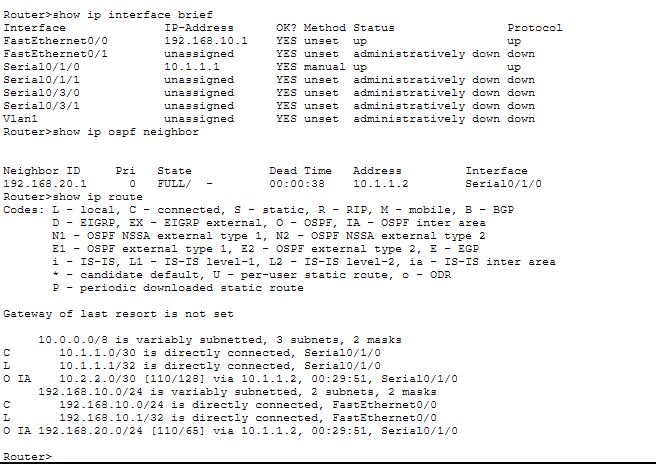 Router>show ip interface brief
Interface              IP-Address      OK? Method Status                Protocol
FastEthernet0/0        192.168.10.1    YES unset  up                    up
FastEthernet0/1        unassigned      YES unset  administratively down down
Serial0/1/0            10.1.1.1        YES manual up                    up
Serial0/1/1            unassigned      YES unset  administratively down down
Serial0/3/0            unassigned      YES unset  administratively down down
Serial0/3/1            unassigned      YES unset  administratively down down
Vlan1                  unassigned      YES unset  administratively down down
Router>show ip ospf neighbor
Neighbor ID     Pri   State           Dead Time   Address         Interface
192.168.20.1      0   FULL/  -        00:00:38    10.1.1.2        Serial0/1/0
Router>show ip route
Codes: L - local, C - connected, S - static, R - RIP, M - mobile, B - BGP
       D - EIGRP, EX - EIGRP external, O - OSPF, IA - OSPF inter area
       N1 - OSPF NSSA external type 1, N2 - OSPF NSSA external type 2
       E1 - OSPF external type 1, E2 - OSPF external type 2, E - EGP
       i - IS-IS, L1 - IS-IS level-1, L2 - IS-IS level-2, ia - IS-IS inter area
       * - candidate default, U - per-user static route, o - ODR
       P - periodic downloaded static route
Gateway of last resort is not set
     10.0.0.0/8 is variably subnetted, 3 subnets, 2 masks
C       10.1.1.0/30 is directly connected, Serial0/1/0
L       10.1.1.1/32 is directly connected, Serial0/1/0
O IA    10.2.2.0/30 [110/128] via 10.1.1.2, 00:29:51, Serial0/1/0
     192.168.10.0/24 is variably subnetted, 2 subnets, 2 masks
C       192.168.10.0/24 is directly connected, FastEthernet0/0
L       192.168.10.1/32 is directly connected, FastEthernet0/0
O IA 192.168.20.0/24 [110/65] via 10.1.1.2, 00:29:51, Serial0/1/0
Router>